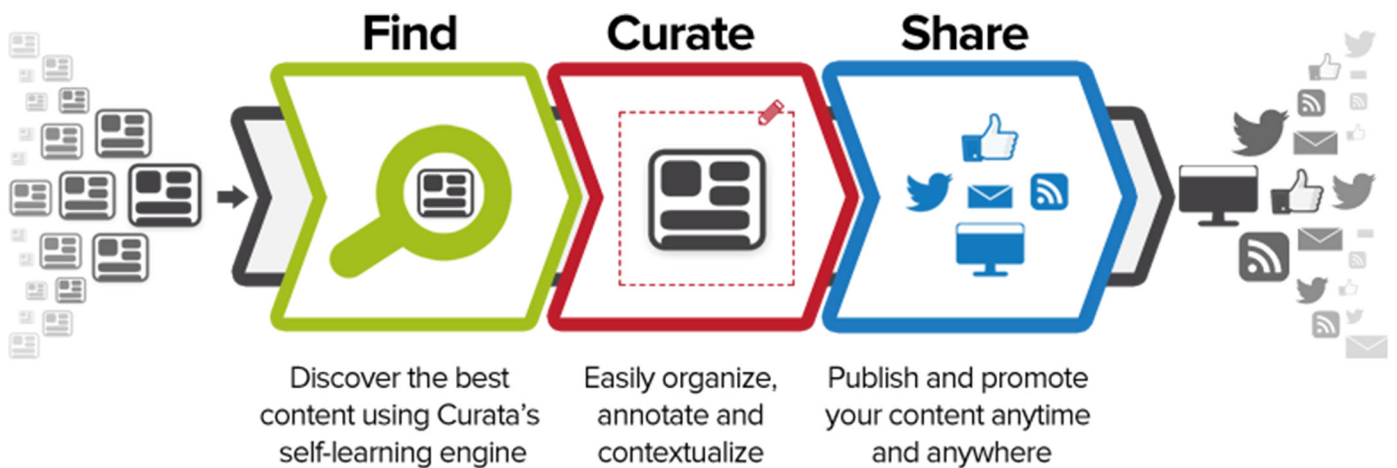 Find
Curate
Share
Discover the best
content using Curata's
self-learning engine
Easily organize,
annotate and
contextualize
Publish and promote
your content anytime
and anywhere